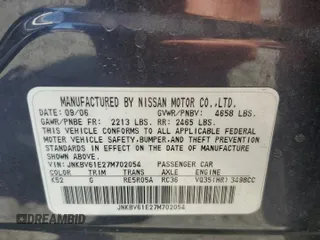 MANUFACTURED BY NISSAN MOTOR CO.,LTD.
DATE: 09/06 GVWR/PNBV: 4658 LBS.
GAWR/PNBE FR: 2213 LBS. RR: 2465 LBS.
THIS VEHICLE CONFORMS TO ALL APPLICABLE FEDERAL
MOTOR VEHICLE SAFETY,BUMPER,AND THEFT PREVENTION
STANDARDS IN EFFECT ON THE DATE OF MANUFACTURE
SHOWN ABOVE.
JNKBV61E27M702054 PASSENGER CAR
COLOR TRIM TRANS AXLE ENGINE
K52 G RE5R05A RC36 VQ35(HR) 3498CC
JNKBV61E27M702054
DREAMBID